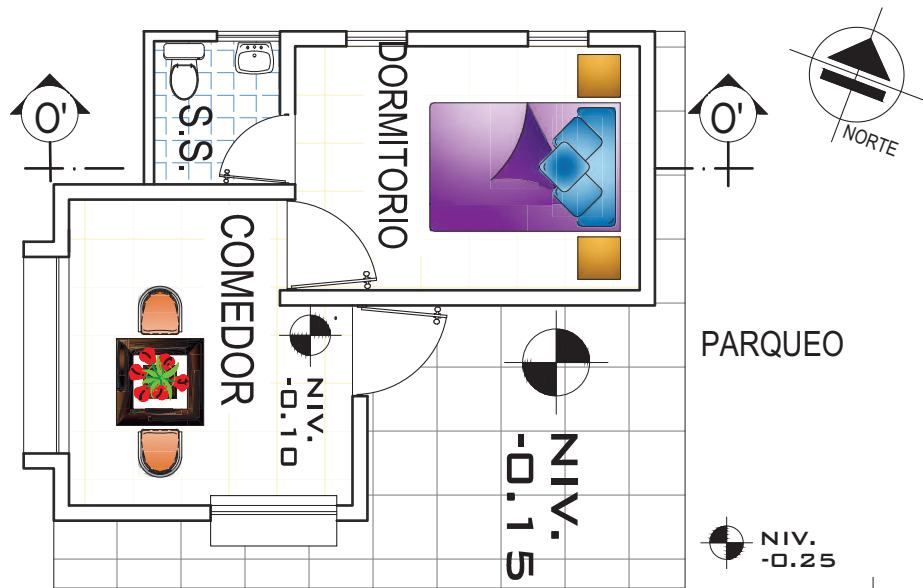 O'
S.S.
DORMITORIO
O'
NORTE
COMEDOR
NIV.
-0.10
PARQUEO
NIV.
-0.15
NIV.
-0.25